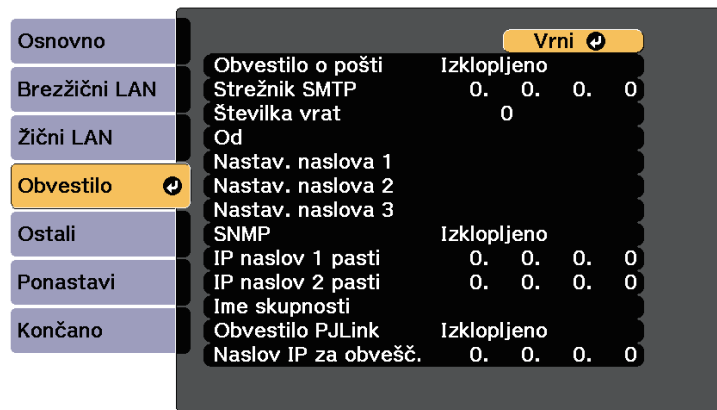 Osnovno
Brezžični LAN
Žični LAN
Obvestilo
Ostali
Ponastavi
Končano
Vrni
Obvestilo o pošti Izklopljeno
Strežnik SMTP 0. 0. 0. 0
Številka vrat 0
Od
Nastav. naslova 1
Nastav. naslova 2
Nastav. naslova 3
SNMP Izklopljeno
IP naslov 1 pasti 0. 0. 0. 0
IP naslov 2 pasti 0. 0. 0. 0
Ime skupnosti
Obvestilo PJLink Izklopljeno
Naslov IP za obvešč. 0. 0. 0. 0